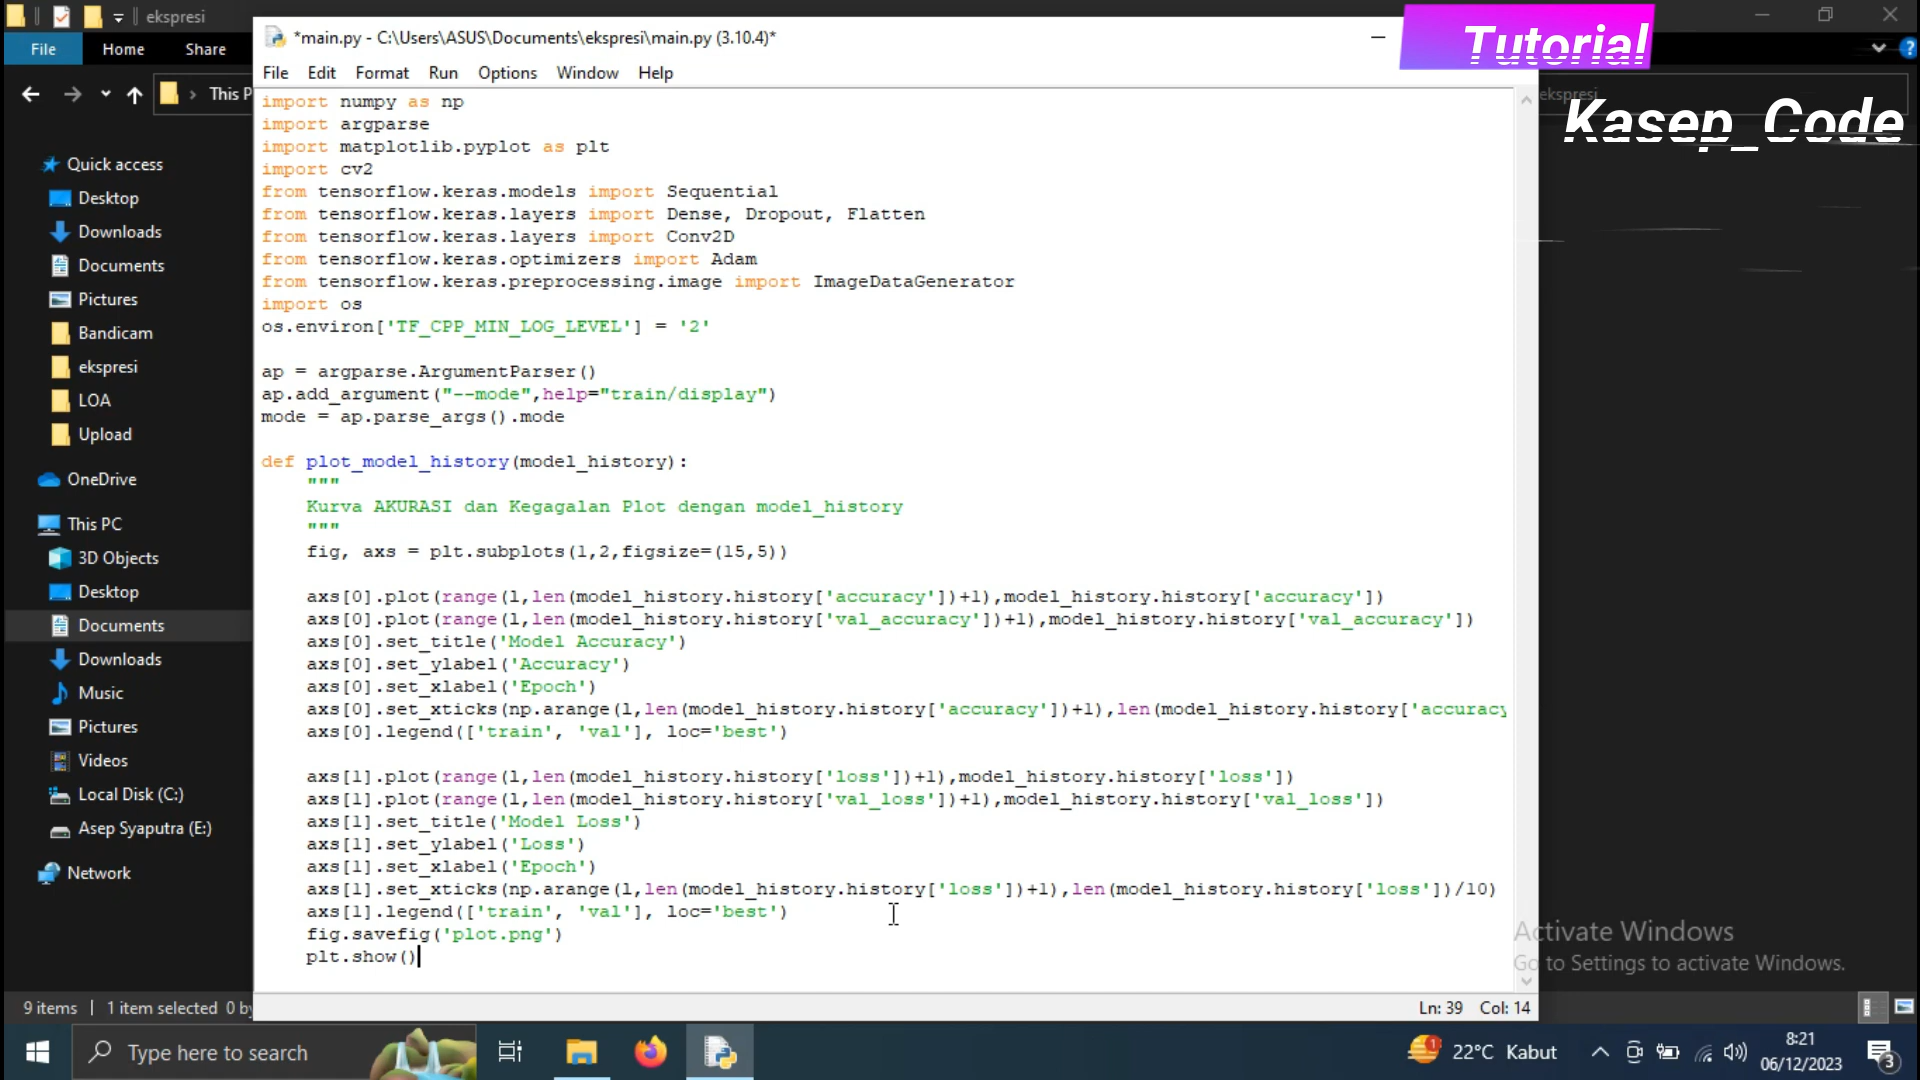 ekspresi
File Home Share
This P
Quick access
Desktop
Downloads
Documents
Pictures
Bandicam
ekspresi
LOA
Upload
OneDrive
This PC
3D Objects
Desktop
Documents
Downloads
Music
Pictures
Videos
Local Disk (C:)
Asep Syaputra (E:)
Network
9 items 1 item selected 0 by
*main.py - C:\Users\ASUS\Documents\ekspresi\main.py (3.10.4)*
File Edit Format Run Options Window Help
import numpy as np
import argparse
import matplotlib.pyplot as plt
import cv2
from tensorflow.keras.models import Sequential
from tensorflow.keras.layers import Dense, Dropout, Flatten
from tensorflow.keras.layers import Conv2D
from tensorflow.keras.optimizers import Adam
from tensorflow.keras.preprocessing.image import ImageDataGenerator
import os
os.environ['TF_CPP_MIN_LOG_LEVEL'] = '2'
ap = argparse.ArgumentParser()
ap.add_argument("--mode",help="train/display")
mode = ap.parse_args().mode
def plot_model_history(model_history):
"""
Kurva AKURASI dan Kegagalan Plot dengan model_history
"""
fig, axs = plt.subplots(1,2,figsize=(15,5))
axs[0].plot(range(1,len(model_history.history['accuracy'])+1),model_history.history['accuracy'])
axs[0].plot(range(1,len(model_history.history['val_accuracy'])+1),model_history.history['val_accuracy'])
axs[0].set_title('Model Accuracy')
axs[0].set_ylabel('Accuracy')
axs[0].set_xlabel('Epoch')
axs[0].set_xticks(np.arange(1,len(model_history.history['accuracy'])+1),len(model_history.history['accuracy
axs[0].legend(['train', 'val'], loc='best')
axs[1].plot(range(1,len(model_history.history['loss'])+1),model_history.history['loss'])
axs[1].plot(range(1,len(model_history.history['val_loss'])+1),model_history.history['val_loss'])
axs[1].set_title('Model Loss')
axs[1].set_ylabel('Loss')
axs[1].set_xlabel('Epoch')
axs[1].set_xticks(np.arange(1,len(model_history.history['loss'])+1),len(model_history.history['loss'])/10)
axs[1].legend(['train', 'val'], loc='best')
fig.savefig('plot.png')
plt.show()
Ln: 39 Col: 14
Tutorial
ekspresi
Kasep_Code
Activate Windows
Go to Settings to activate Windows.
Type here to search
1
22°C Kabut
8:21
06/12/2023
3